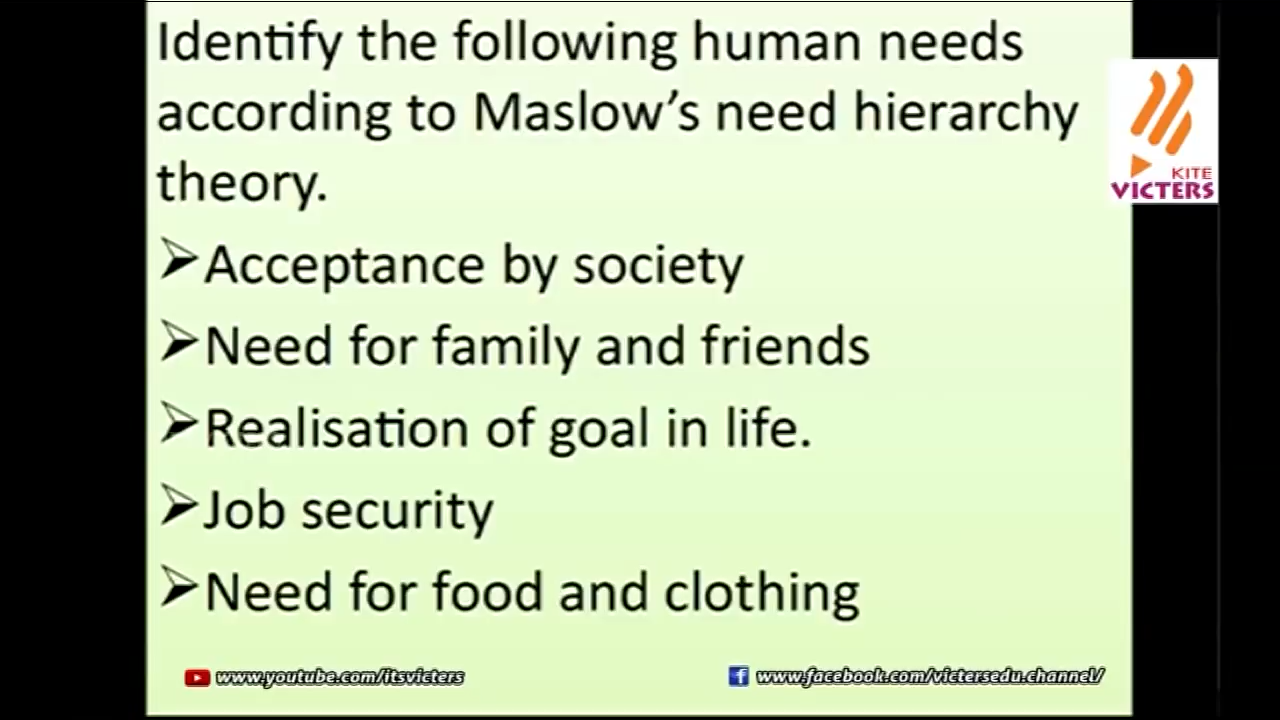 Identify the following human needs
according to Maslow’s need hierarchy
theory.
➢Acceptance by society
➢Need for family and friends
➢Realisation of goal in life.
➢Job security
➢Need for food and clothing
KITE
VICTERS
www.youtube.com/itsvicters
www.facebook.com/victersedu.channel/